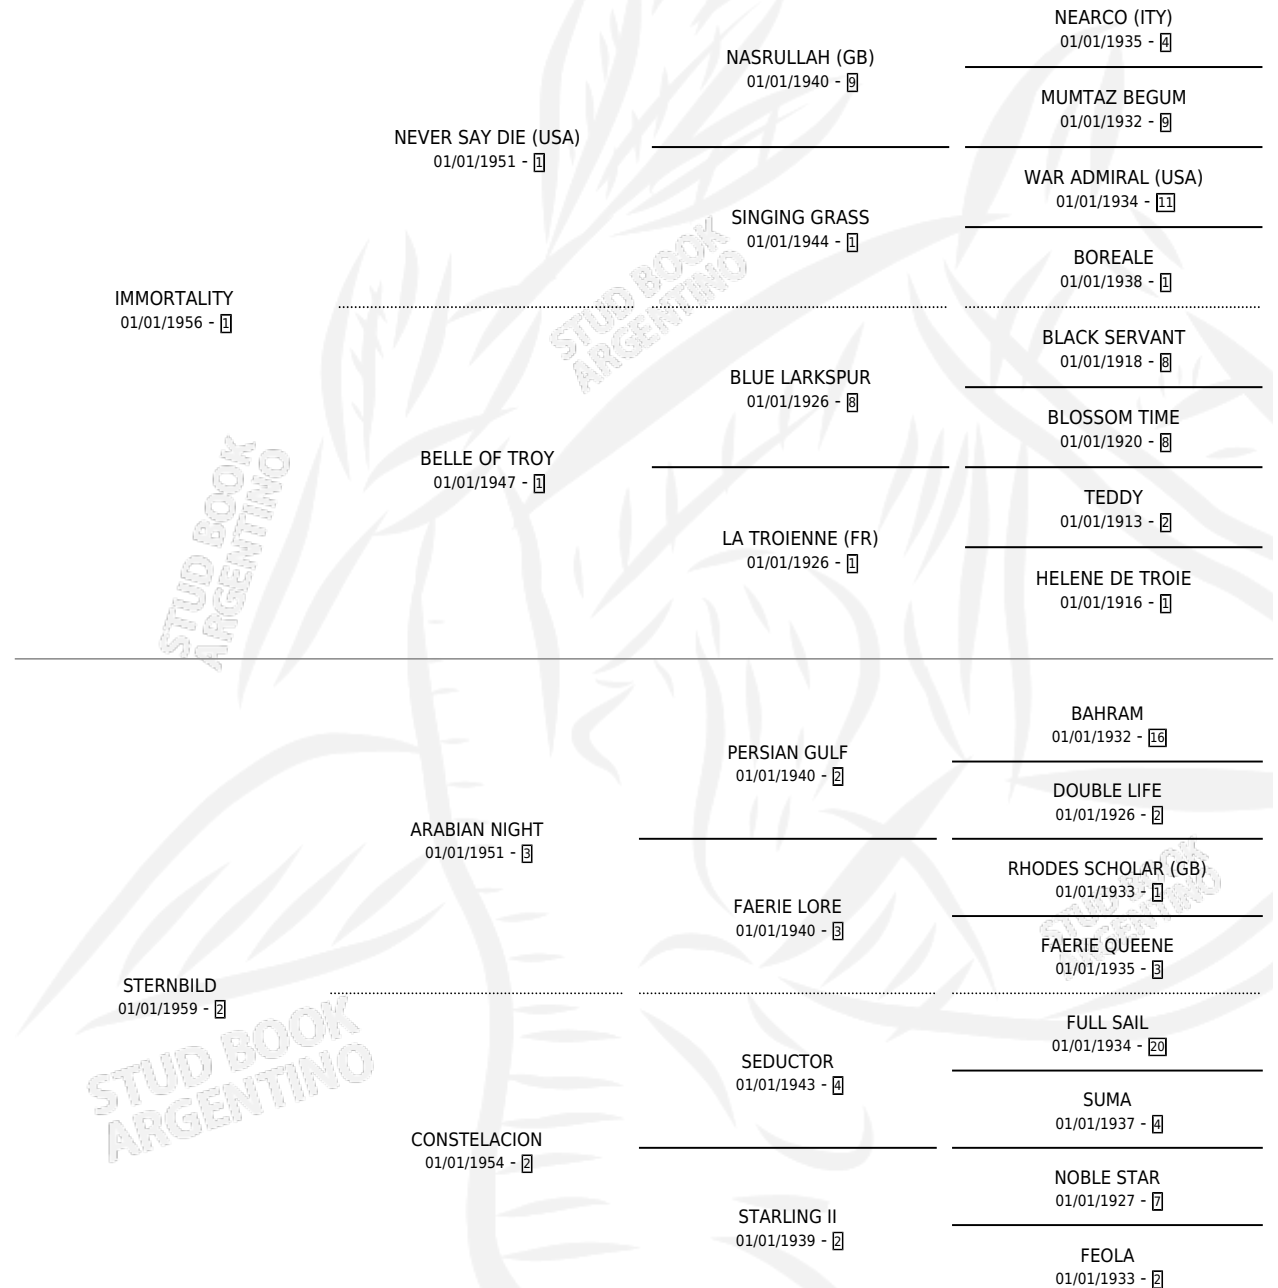 NEARCO (ITY)
01/01/1935 - 4
NASRULLAH (GB)
01/01/1940 - 9
MUMTAZ BEGUM
01/01/1932 - 9
NEVER SAY DIE (USA)
01/01/1951 - 1
WAR ADMIRAL (USA)
01/01/1934 - 11
SINGING GRASS
01/01/1944 - 1
BOREALE
01/01/1938 - 1
IMMORTALITY
01/01/1956 - 1
BLACK SERVANT
01/01/1918 - 8
BLUE LARKSPUR
01/01/1926 - 8
BLOSSOM TIME
01/01/1920 - 8
BELLE OF TROY
01/01/1947 - 1
TEDDY
01/01/1913 - 2
LA TROIENNE (FR)
01/01/1926 - 1
HELENE DE TROIE
01/01/1916 - 1
BAHRAM
01/01/1932 - 16
PERSIAN GULF
01/01/1940 - 2
DOUBLE LIFE
01/01/1926 - 2
ARABIAN NIGHT
01/01/1951 - 3
RHODES SCHOLAR (GB)
01/01/1933 - 1
FAERIE LORE
01/01/1940 - 3
FAERIE QUEENE
01/01/1935 - 3
STERNBILD
01/01/1959 - 2
FULL SAIL
01/01/1934 - 20
SEDUCTOR
01/01/1943 - 4
SUMA
01/01/1937 - 4
CONSTELACION
01/01/1954 - 2
NOBLE STAR
01/01/1927 - 7
STARLING II
01/01/1939 - 2
FEOLA
01/01/1933 - 2
STUD BOOK
ARGENTINO
STUD BOOK
ARGENTINO
STUD BOOK
ARGENTINO
STUD BOOK
ARGENTINO